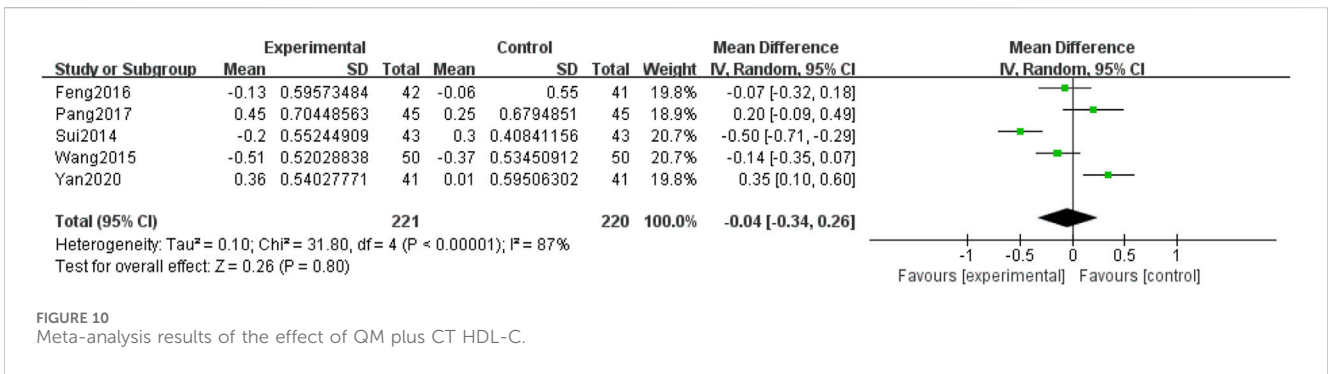 Experimental Control Mean Difference Mean Difference
Study or Subgroup Mean SD Total Mean SD Total Weight IV, Random, 95% CI IV, Random, 95% CI
Feng2016 -0.13 0.59573484 42 -0.06 0.55 41 19.8% -0.07 [-0.32, 0.18]
Pang2017 0.45 0.70448563 45 0.25 0.6794851 45 18.9% 0.20 [-0.09, 0.49]
Sui2014 -0.2 0.55244909 43 0.3 0.40841156 43 20.7% -0.50 [-0.71, -0.29]
Wang2015 -0.51 0.52028838 50 -0.37 0.53450912 50 20.7% -0.14 [-0.35, 0.07]
Yan2020 0.36 0.54027771 41 0.01 0.59506302 41 19.8% 0.35 [0.10, 0.60]
Total (95% CI) 221 220 100.0% -0.04 [-0.34, 0.26]
Heterogeneity: Tau² = 0.10; Chi² = 31.80, df = 4 (P < 0.00001); I² = 87%
Test for overall effect: Z = 0.26 (P = 0.80)
-1 -0.5 0 0.5 1
Favours [experimental] Favours [control]
FIGURE 10
Meta-analysis results of the effect of QM plus CT HDL-C.